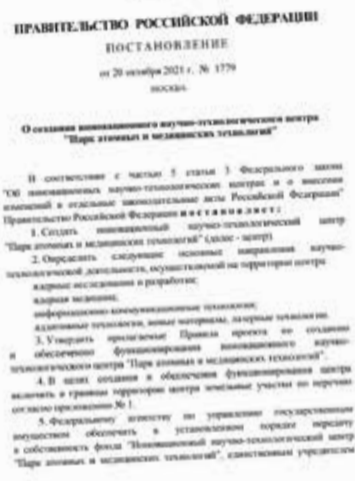 ПРАВИТЕЛЬСТВО РОССИЙСКОЙ ФЕДЕРАЦИИ
ПОСТАНОВЛЕНИЕ
от 20 октября 2021 г. № 1779
МОСКВА
О создании инновационного научно-технологического центра
"Парк атомных и медицинских технологий"
В соответствии с частью 5 статьи 3 Федерального закона
"Об инновационных научно-технологических центрах и о внесении
изменений в отдельные законодательные акты Российской Федерации"
Правительство Российской Федерации постановляет:
1. Создать инновационный научно-технологический центр
"Парк атомных и медицинских технологий" (далее - центр).
2. Определить следующие основные направления научно-
технологической деятельности, осуществляемой на территории центра:
ядерные исследования и разработки;
ядерная медицина;
информационно-коммуникационные технологии;
аддитивные технологии, новые материалы, лазерные технологии.
3. Утвердить прилагаемые Правила проекта по созданию
и обеспечению функционирования инновационного научно-
технологического центра "Парк атомных и медицинских технологий".
4. В целях создания и обеспечения функционирования центра
включить в границы территории центра земельные участки по перечню
согласно приложению № 1.
5. Федеральному агентству по управлению государственным
имуществом обеспечить в установленном порядке передачу
в собственность фонда "Инновационный научно-технологический центр
"Парк атомных и медицинских технологий", единственным учредителем